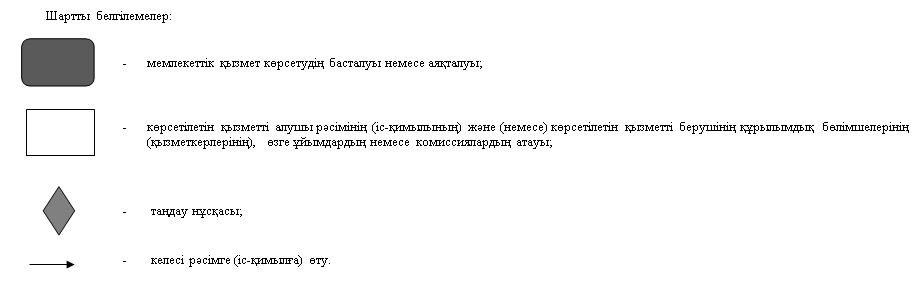 Шартты белгілемелер:
- мемлекеттік қызмет көрсетудің басталуы немесе аяқталуы;
- көрсетілетін қызметті алушы рәсімінің (іс-қимылының) және (немесе) көрсетілетін қызметті берушінің құрылымдық бөлімшелерінің
(қызметкерлерінің), өзге ұйымдардың немесе комиссиялардың атауы;
- таңдау нұсқасы;
- келесі рәсімге (іс-қимылға) өту.